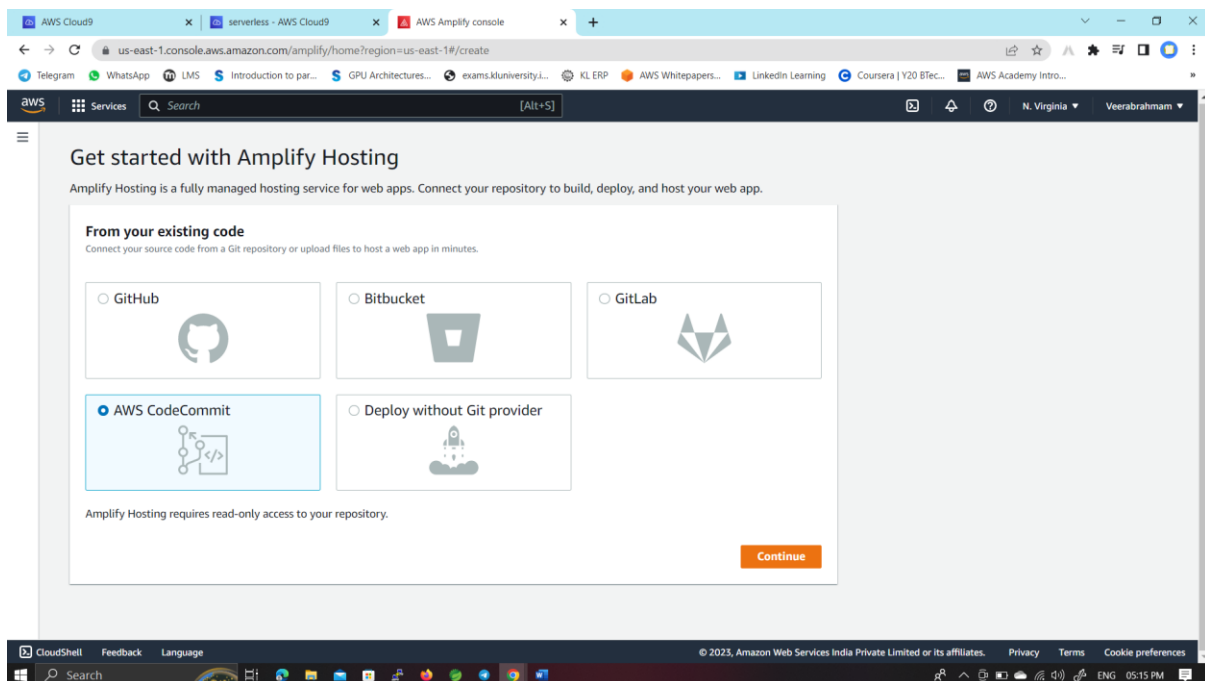 AWS Cloud9
serverless - AWS Cloud9
AWS Amplify console
us-east-1.console.aws.amazon.com/amplify/home?region=us-east-1#/create
Telegram WhatsApp LMS Introduction to par... GPU Architectures... exams.kluniversity.i... KL ERP AWS Whitepapers... LinkedIn Learning Coursera | Y20 BTec... AWS Academy Intro... »
aws Services Search [Alt+S] N. Virginia ▼ Veerabrahmam ▼
Get started with Amplify Hosting
Amplify Hosting is a fully managed hosting service for web apps. Connect your repository to build, deploy, and host your web app.
From your existing code
Connect your source code from a Git repository or upload files to host a web app in minutes.
GitHub
Bitbucket
GitLab
AWS CodeCommit
Deploy without Git provider
Amplify Hosting requires read-only access to your repository.
Continue
CloudShell Feedback Language © 2023, Amazon Web Services India Private Limited or its affiliates. Privacy Terms Cookie preferences
Search ENG 05:15 PM